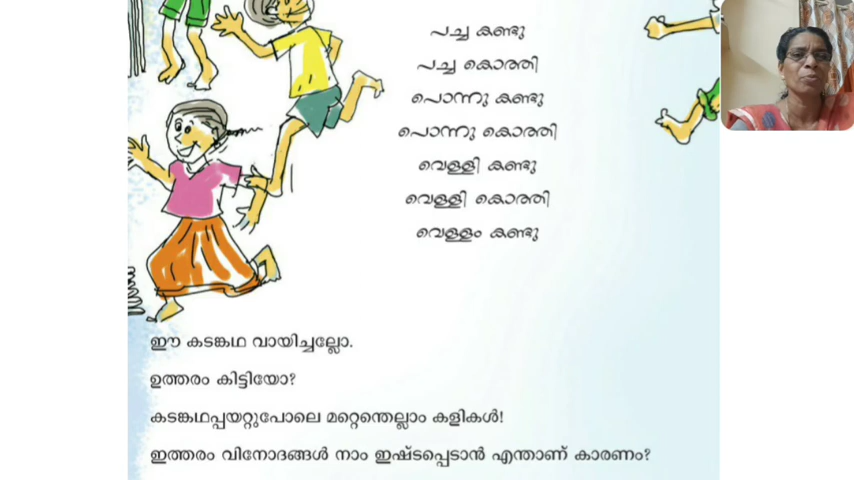 പച്ച കണ്ടു
പച്ച കൊത്തി
പൊന്നു കണ്ടു
പൊന്നു കൊത്തി
വെള്ളി കണ്ടു
വെള്ളി കൊത്തി
വെള്ളം കണ്ടു
ഈ കടങ്കഥ വായിച്ചല്ലോ.
ഉത്തരം കിട്ടിയോ?
കടങ്കഥപ്പയറ്റുപോലെ മറ്റെന്തെല്ലാം കളികൾ!
ഇത്തരം വിനോദങ്ങൾ നാം ഇഷ്ടപ്പെടാൻ എന്താണ് കാരണം?